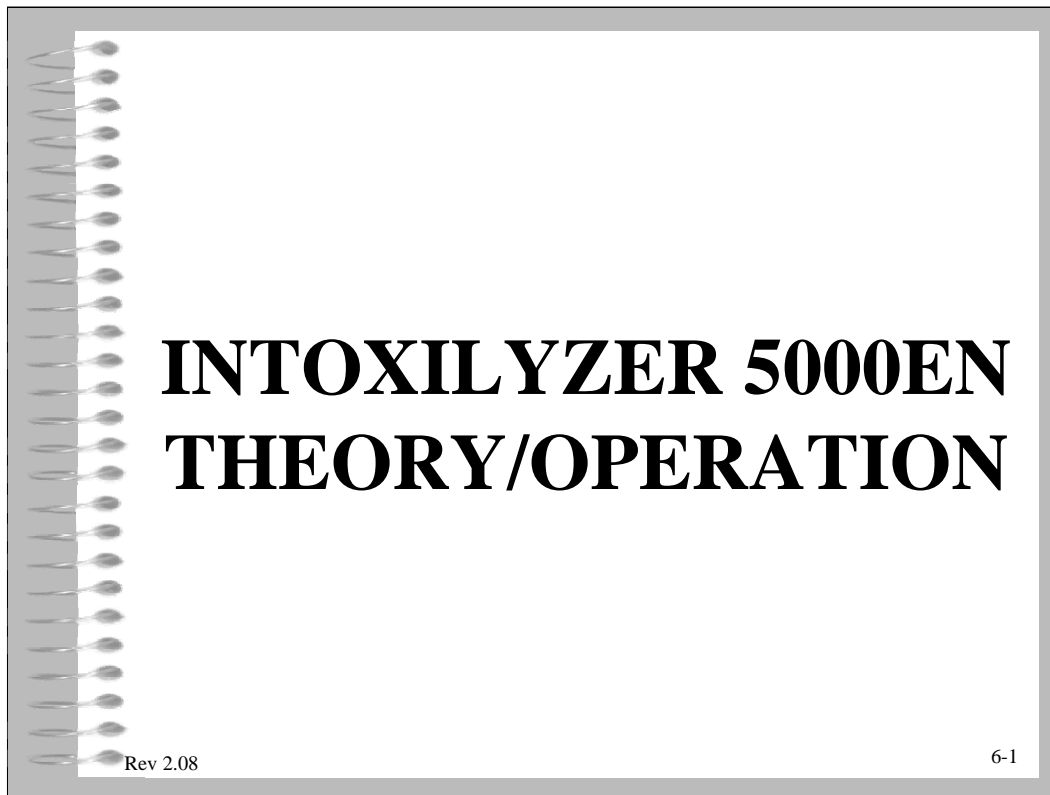 INTOXILYZER 5000EN
THEORY/OPERATION
Rev 2.08
6-1